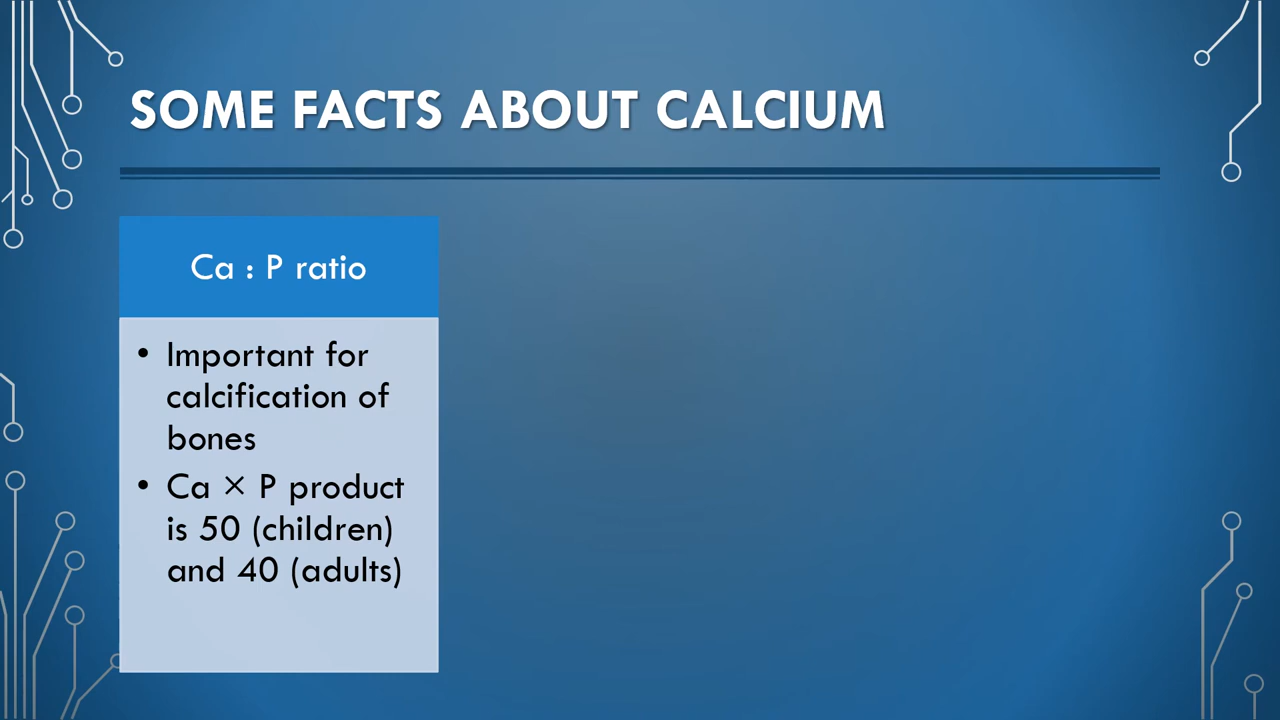 SOME FACTS ABOUT CALCIUM
Ca : P ratio
• Important for
calcification of
bones
• Ca × P product
is 50 (children)
and 40 (adults)